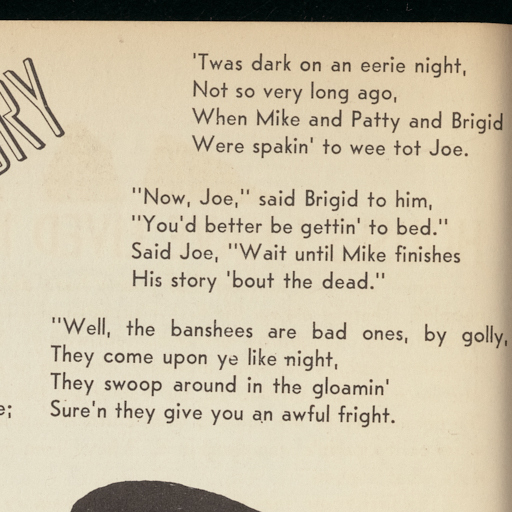 ORY
'Twas dark on an eerie night,
Not so very long ago,
When Mike and Patty and Brigid
Were spakin' to wee tot Joe.
"Now, Joe," said Brigid to him,
"You'd better be gettin' to bed."
Said Joe, "Wait until Mike finishes
His story 'bout the dead."
"Well, the banshees are bad ones, by golly,
They come upon ye like night,
They swoop around in the gloamin'
e; Sure'n they give you an awful fright.